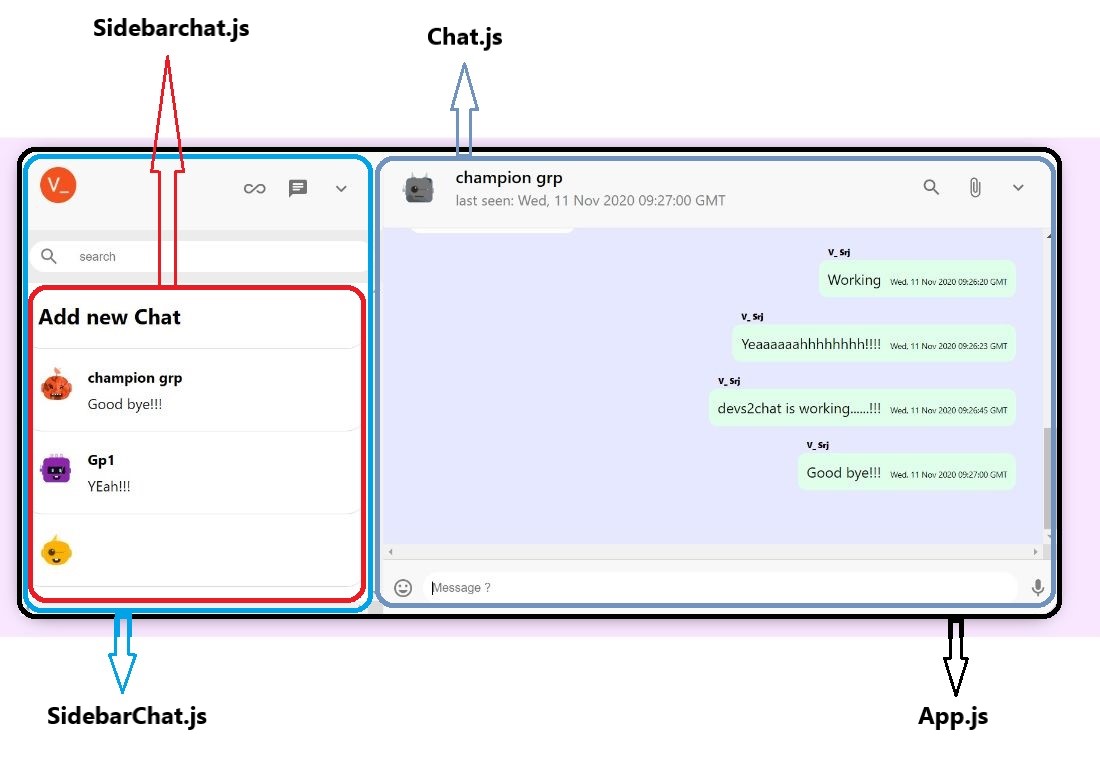 Sidebarchat.js
Chat.js
V_
champion grp
last seen: Wed, 11 Nov 2020 09:27:00 GMT
search
V_ Srj
Working Wed, 11 Nov 2020 09:26:20 GMT
Add new Chat
V_ Srj
Yeaaaaaahhhhhhhh!!!! Wed, 11 Nov 2020 09:26:23 GMT
champion grp
Good bye!!!
V_ Srj
devs2chat is working......!!! Wed, 11 Nov 2020 09:26:45 GMT
V_ Srj
Good bye!!! Wed, 11 Nov 2020 09:27:00 GMT
Gp1
YEah!!!
Message ?
SidebarChat.js
App.js